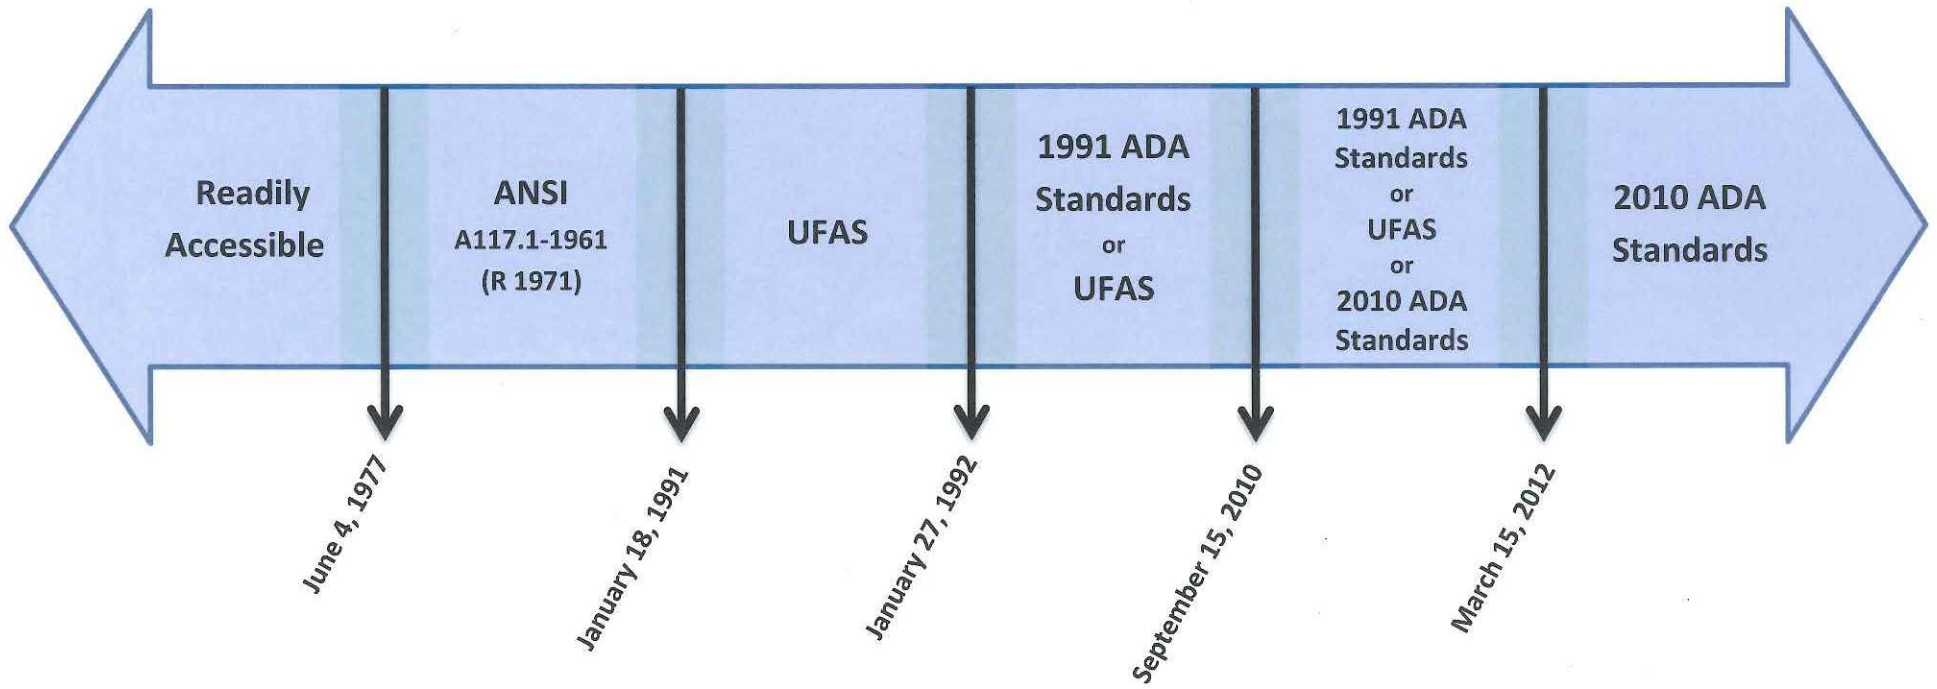 Readily
Accessible
ANSI
A117.1-1961
(R 1971)
UFAS
1991 ADA
Standards
or
UFAS
1991 ADA
Standards
or
UFAS
or
2010 ADA
Standards
2010 ADA
Standards
June 4, 1977
January 18, 1991
January 27, 1992
September 15, 2010
March 15, 2012